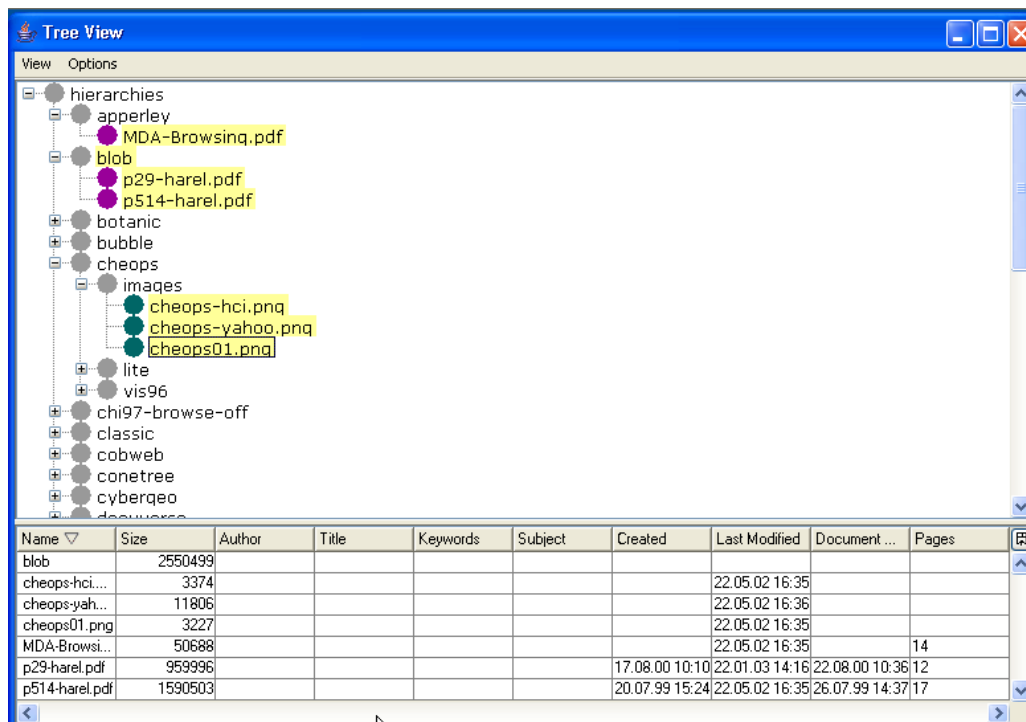 Tree View
View Options
hierarchies
apperley
MDA-Browsing.pdf
blob
p29-harel.pdf
p514-harel.pdf
botanic
bubble
cheops
images
cheops-hci.png
cheops-yahoo.png
cheops01.png
lite
vis96
chi97-browse-off
classic
cobweb
conetree
cybergeo
Name Size Author Title Keywords Subject Created Last Modified Document ... Pages
blob 2550499
cheops-hci.... 3374 22.05.02 16:35
cheops-yah... 11806 22.05.02 16:36
cheops01.png 3227 22.05.02 16:35
MDA-Browsi... 50688 22.05.02 16:35 14
p29-harel.pdf 959996 17.08.00 10:10 22.01.03 14:16 22.08.00 10:36 12
p514-harel.pdf 1590503 20.07.99 15:24 22.05.02 16:35 26.07.99 14:37 17